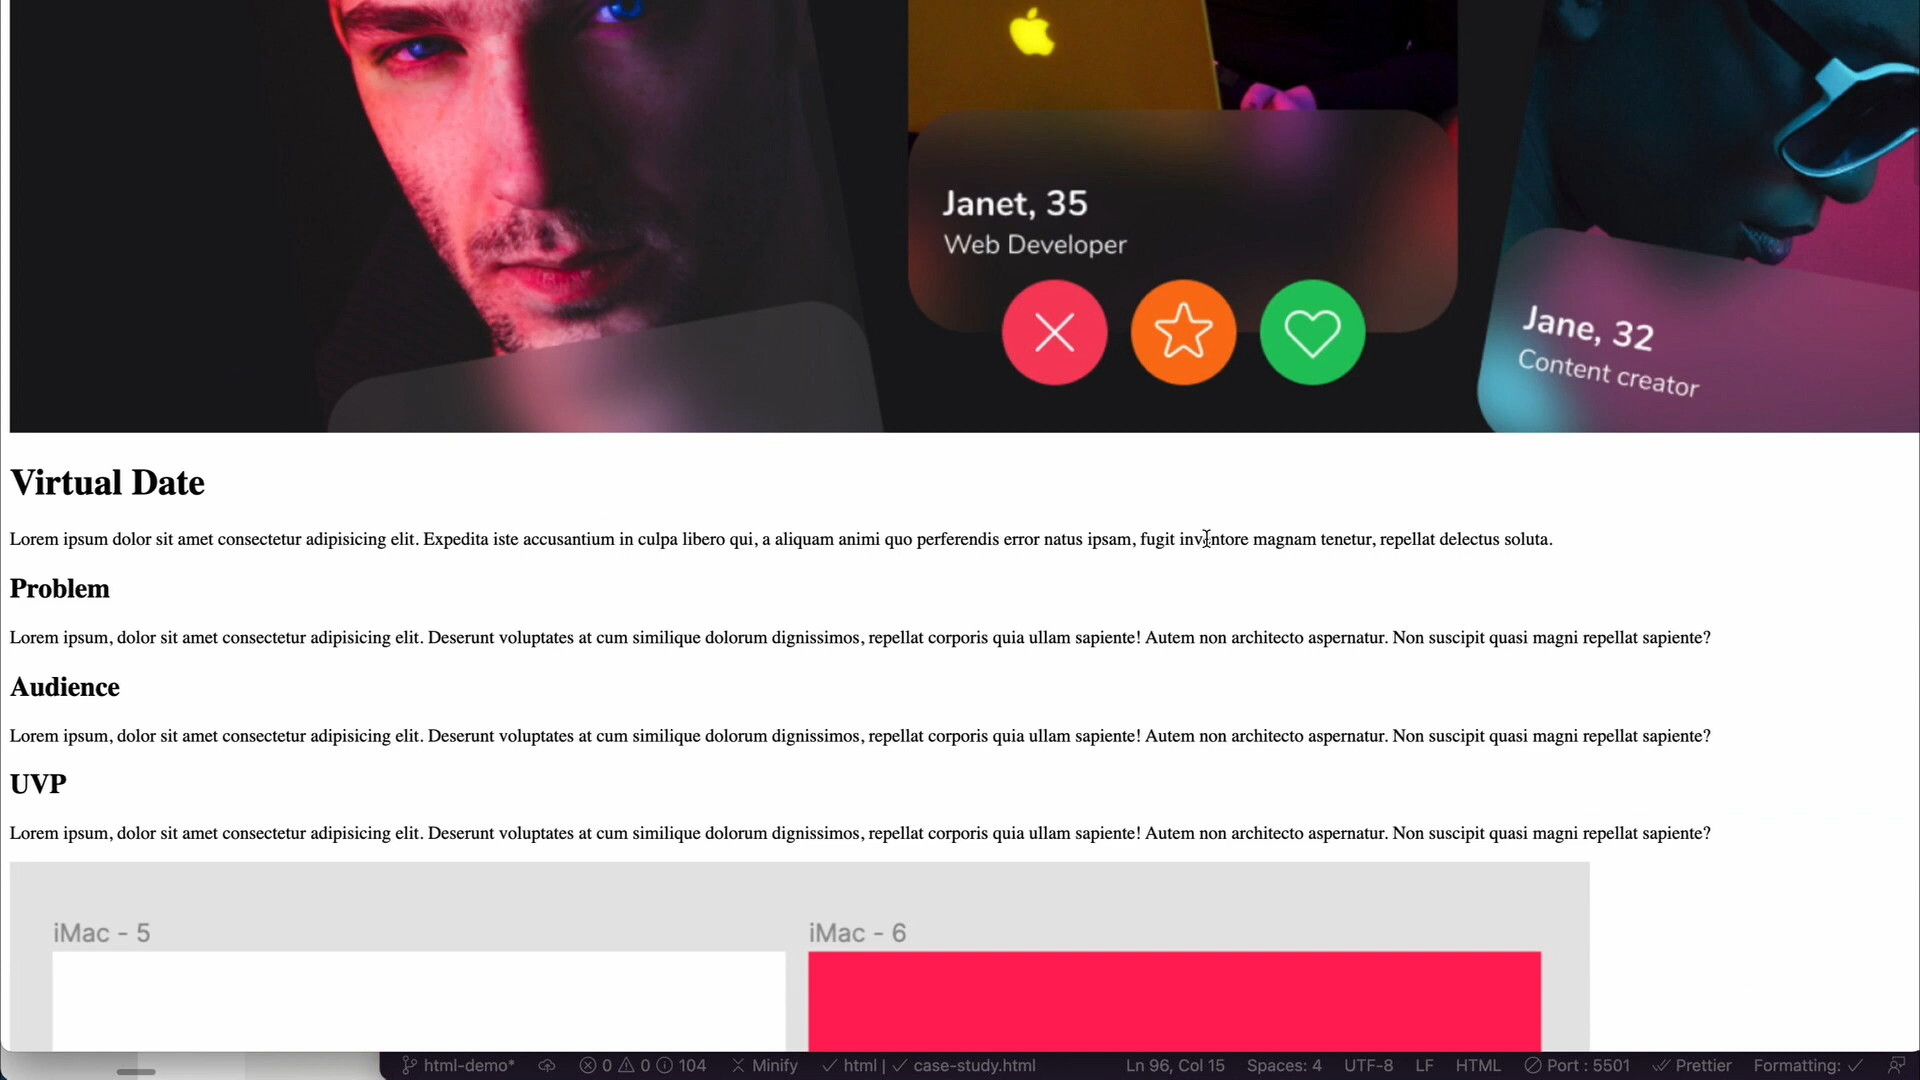 Janet, 35
Web Developer
Jane, 32
Content creator
Virtual Date
Lorem ipsum dolor sit amet consectetur adipisicing elit. Expedita iste accusantium in culpa libero qui, a aliquam animi quo perferendis error natus ipsam, fugit inventore magnam tenetur, repellat delectus soluta.
Problem
Lorem ipsum, dolor sit amet consectetur adipisicing elit. Deserunt voluptates at cum similique dolorum dignissimos, repellat corporis quia ullam sapiente! Autem non architecto aspernatur. Non suscipit quasi magni repellat sapiente?
Audience
Lorem ipsum, dolor sit amet consectetur adipisicing elit. Deserunt voluptates at cum similique dolorum dignissimos, repellat corporis quia ullam sapiente! Autem non architecto aspernatur. Non suscipit quasi magni repellat sapiente?
UVP
Lorem ipsum, dolor sit amet consectetur adipisicing elit. Deserunt voluptates at cum similique dolorum dignissimos, repellat corporis quia ullam sapiente! Autem non architecto aspernatur. Non suscipit quasi magni repellat sapiente?
iMac - 5 iMac - 6
html-demo* 0 0 104 Minify html | case-study.html Ln 96, Col 15 Spaces: 4 UTF-8 LF HTML Port : 5501 Prettier Formatting: